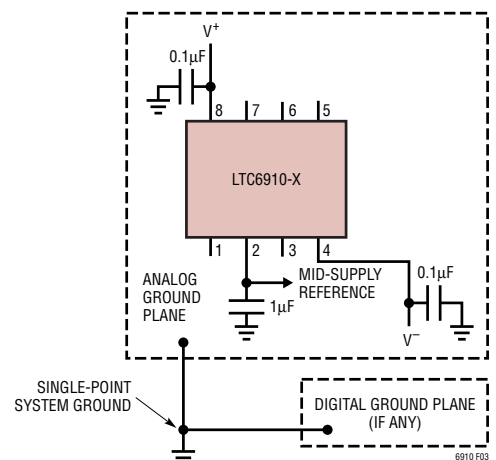 V+
0.1µF
8
7
6
5
LTC6910-X
1
2
3
4
ANALOG
GROUND
PLANE
MID-SUPPLY
REFERENCE
1µF
0.1µF
V−
SINGLE-POINT
SYSTEM GROUND
DIGITAL GROUND PLANE
(IF ANY)
6910 F03